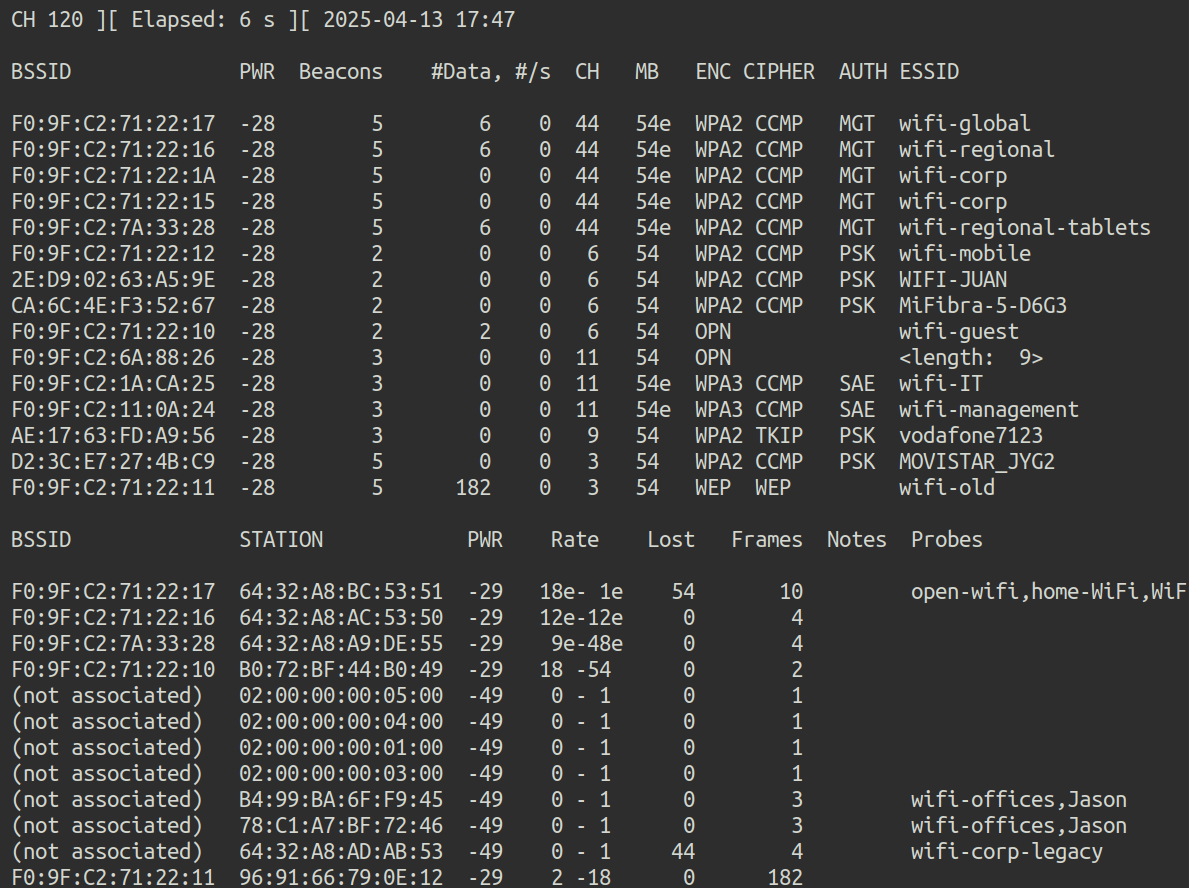 CH 120 ][ Elapsed: 6 s ][ 2025-04-13 17:47
BSSID PWR Beacons #Data, #/s CH MB ENC CIPHER AUTH ESSID
F0:9F:C2:71:22:17 -28 5 6 0 44 54e WPA2 CCMP MGT wifi-global
F0:9F:C2:71:22:16 -28 5 6 0 44 54e WPA2 CCMP MGT wifi-regional
F0:9F:C2:71:22:1A -28 5 0 0 44 54e WPA2 CCMP MGT wifi-corp
F0:9F:C2:71:22:15 -28 5 0 0 44 54e WPA2 CCMP MGT wifi-corp
F0:9F:C2:7A:33:28 -28 5 6 0 44 54e WPA2 CCMP MGT wifi-regional-tablets
F0:9F:C2:71:22:12 -28 2 0 0 6 54 WPA2 CCMP PSK wifi-mobile
2E:D9:02:63:A5:9E -28 2 0 0 6 54 WPA2 CCMP PSK WIFI-JUAN
CA:6C:4E:F3:52:67 -28 2 0 0 6 54 WPA2 CCMP PSK MiFibra-5-D6G3
F0:9F:C2:71:22:10 -28 2 2 0 6 54 OPN wifi-guest
F0:9F:C2:6A:88:26 -28 3 0 0 11 54 OPN <length: 9>
F0:9F:C2:1A:CA:25 -28 3 0 0 11 54e WPA3 CCMP SAE wifi-IT
F0:9F:C2:11:0A:24 -28 3 0 0 11 54e WPA3 CCMP SAE wifi-management
AE:17:63:FD:A9:56 -28 3 0 0 9 54 WPA2 TKIP PSK vodafone7123
D2:3C:E7:27:4B:C9 -28 5 0 0 3 54 WPA2 CCMP PSK MOVISTAR_JYG2
F0:9F:C2:71:22:11 -28 5 182 0 3 54 WEP WEP wifi-old
BSSID STATION PWR Rate Lost Frames Notes Probes
F0:9F:C2:71:22:17 64:32:A8:BC:53:51 -29 18e- 1e 54 10 open-wifi,home-WiFi,WiF
F0:9F:C2:71:22:16 64:32:A8:AC:53:50 -29 12e-12e 0 4
F0:9F:C2:7A:33:28 64:32:A8:A9:DE:55 -29 9e-48e 0 4
F0:9F:C2:71:22:10 B0:72:BF:44:B0:49 -29 18 -54 0 2
(not associated) 02:00:00:00:05:00 -49 0 - 1 0 1
(not associated) 02:00:00:00:04:00 -49 0 - 1 0 1
(not associated) 02:00:00:00:01:00 -49 0 - 1 0 1
(not associated) 02:00:00:00:03:00 -49 0 - 1 0 1
(not associated) B4:99:BA:6F:F9:45 -49 0 - 1 0 3 wifi-offices,Jason
(not associated) 78:C1:A7:BF:72:46 -49 0 - 1 0 3 wifi-offices,Jason
(not associated) 64:32:A8:AD:AB:53 -49 0 - 1 44 4 wifi-corp-legacy
F0:9F:C2:71:22:11 96:91:66:79:0E:12 -29 2 -18 0 182